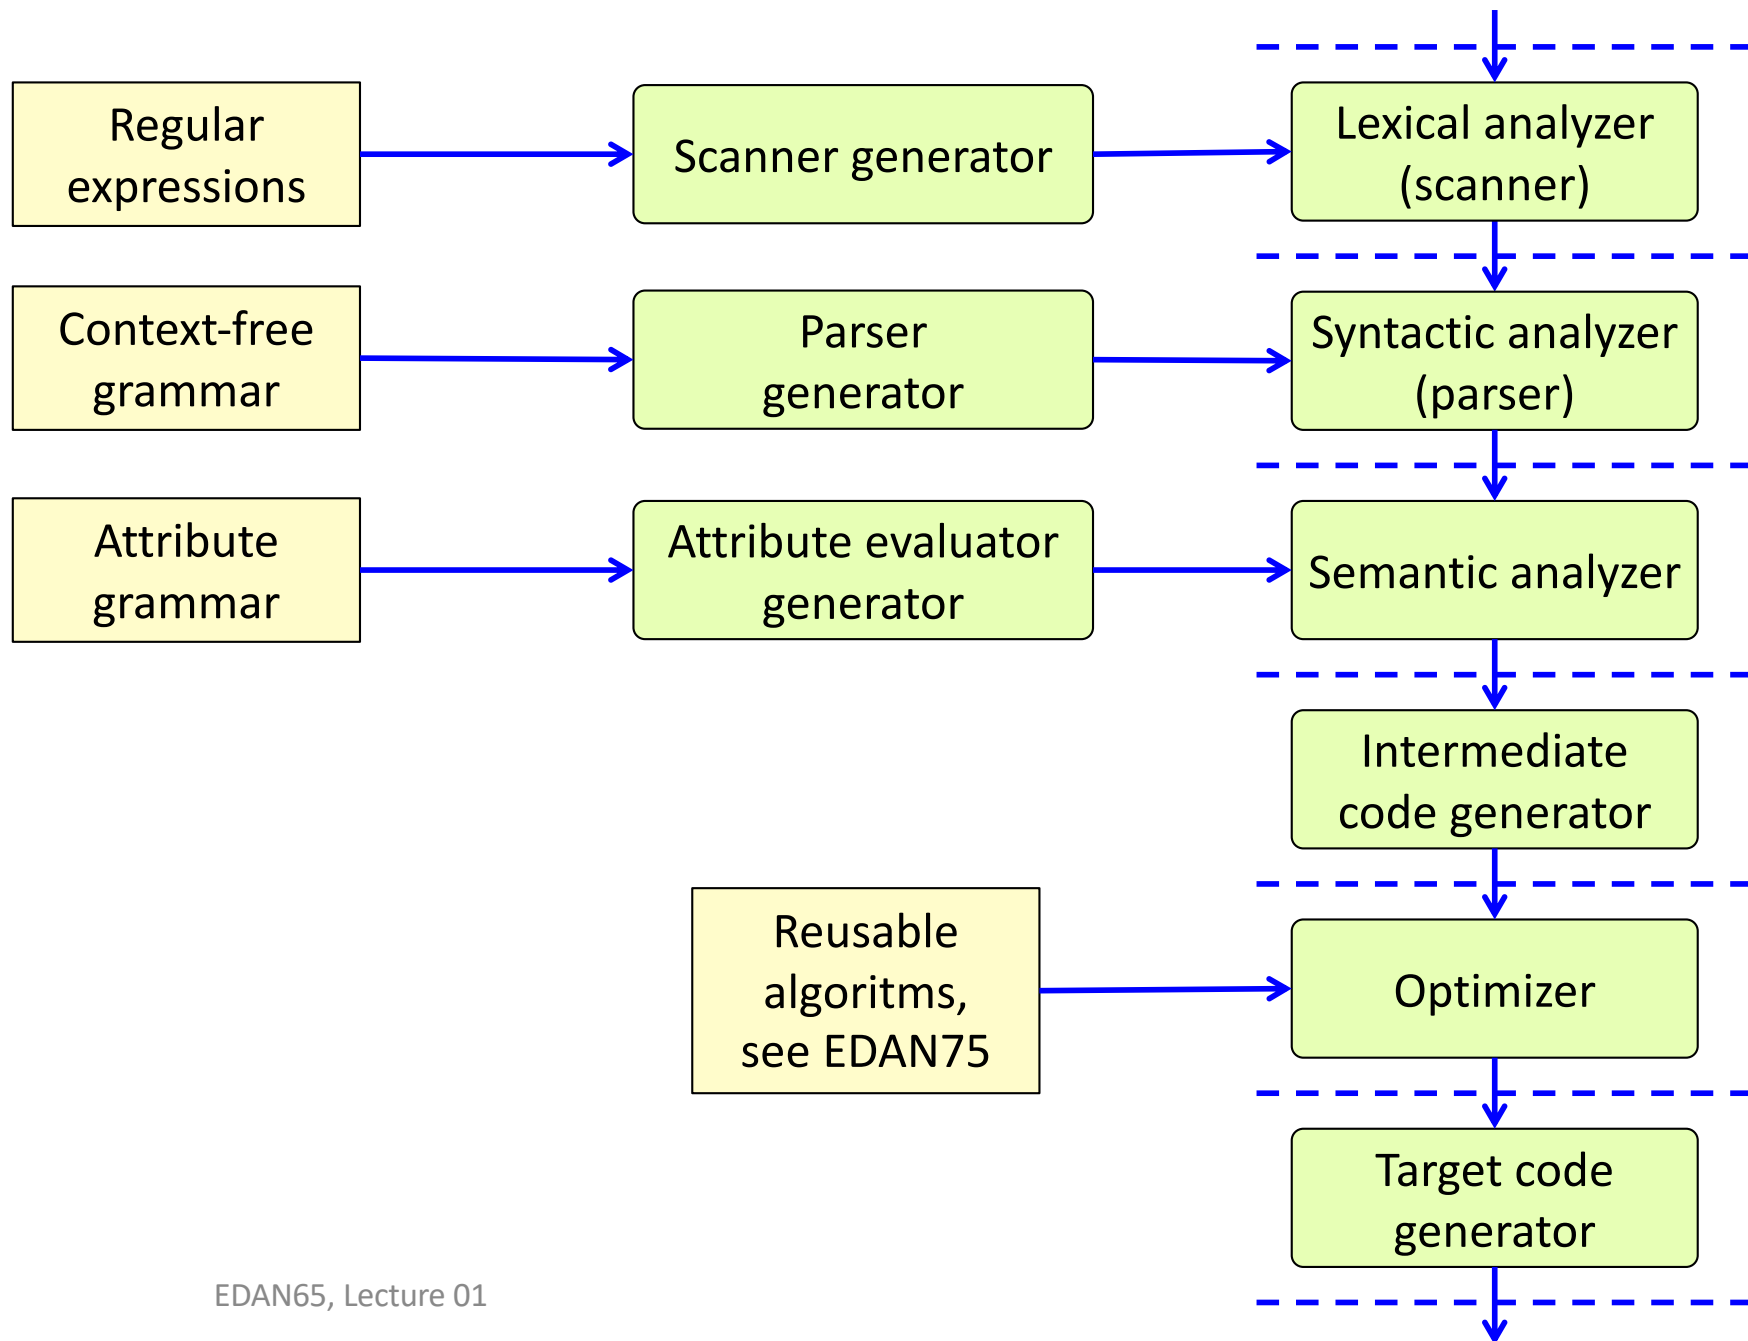 Regular
expressions
Scanner generator
Lexical analyzer
(scanner)
Context-free
grammar
Parser
generator
Syntactic analyzer
(parser)
Attribute
grammar
Attribute evaluator
generator
Semantic analyzer
Intermediate
code generator
Reusable
algoritms,
see EDAN75
Optimizer
Target code
generator
EDAN65, Lecture 01